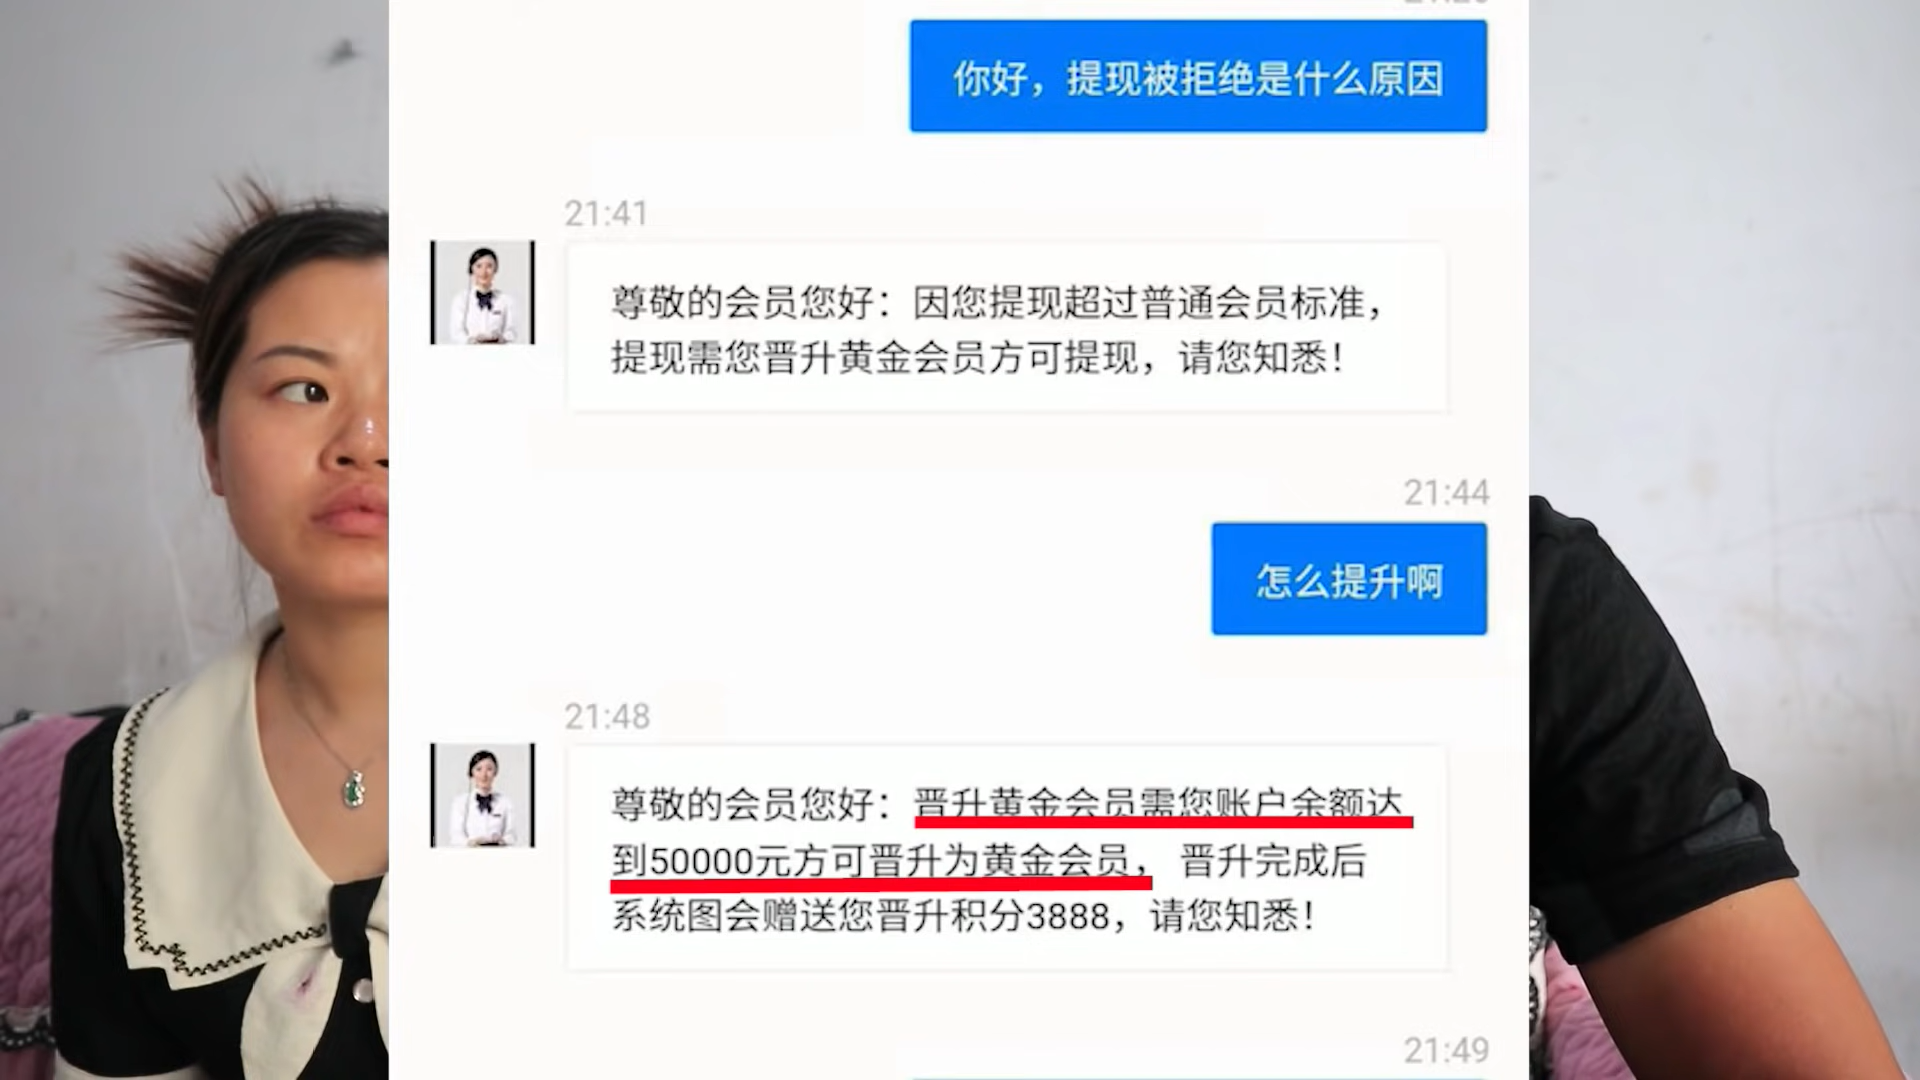 你好，提现被拒绝是什么原因
21:41
尊敬的会员您好：因您提现超过普通会员标准，
提现需您晋升黄金会员方可提现，请您知悉！
21:44
怎么提升啊
21:48
尊敬的会员您好：晋升黄金会员需您账户余额达
到50000元方可晋升为黄金会员， 晋升完成后
系统图会赠送您晋升积分3888，请您知悉！
21:49